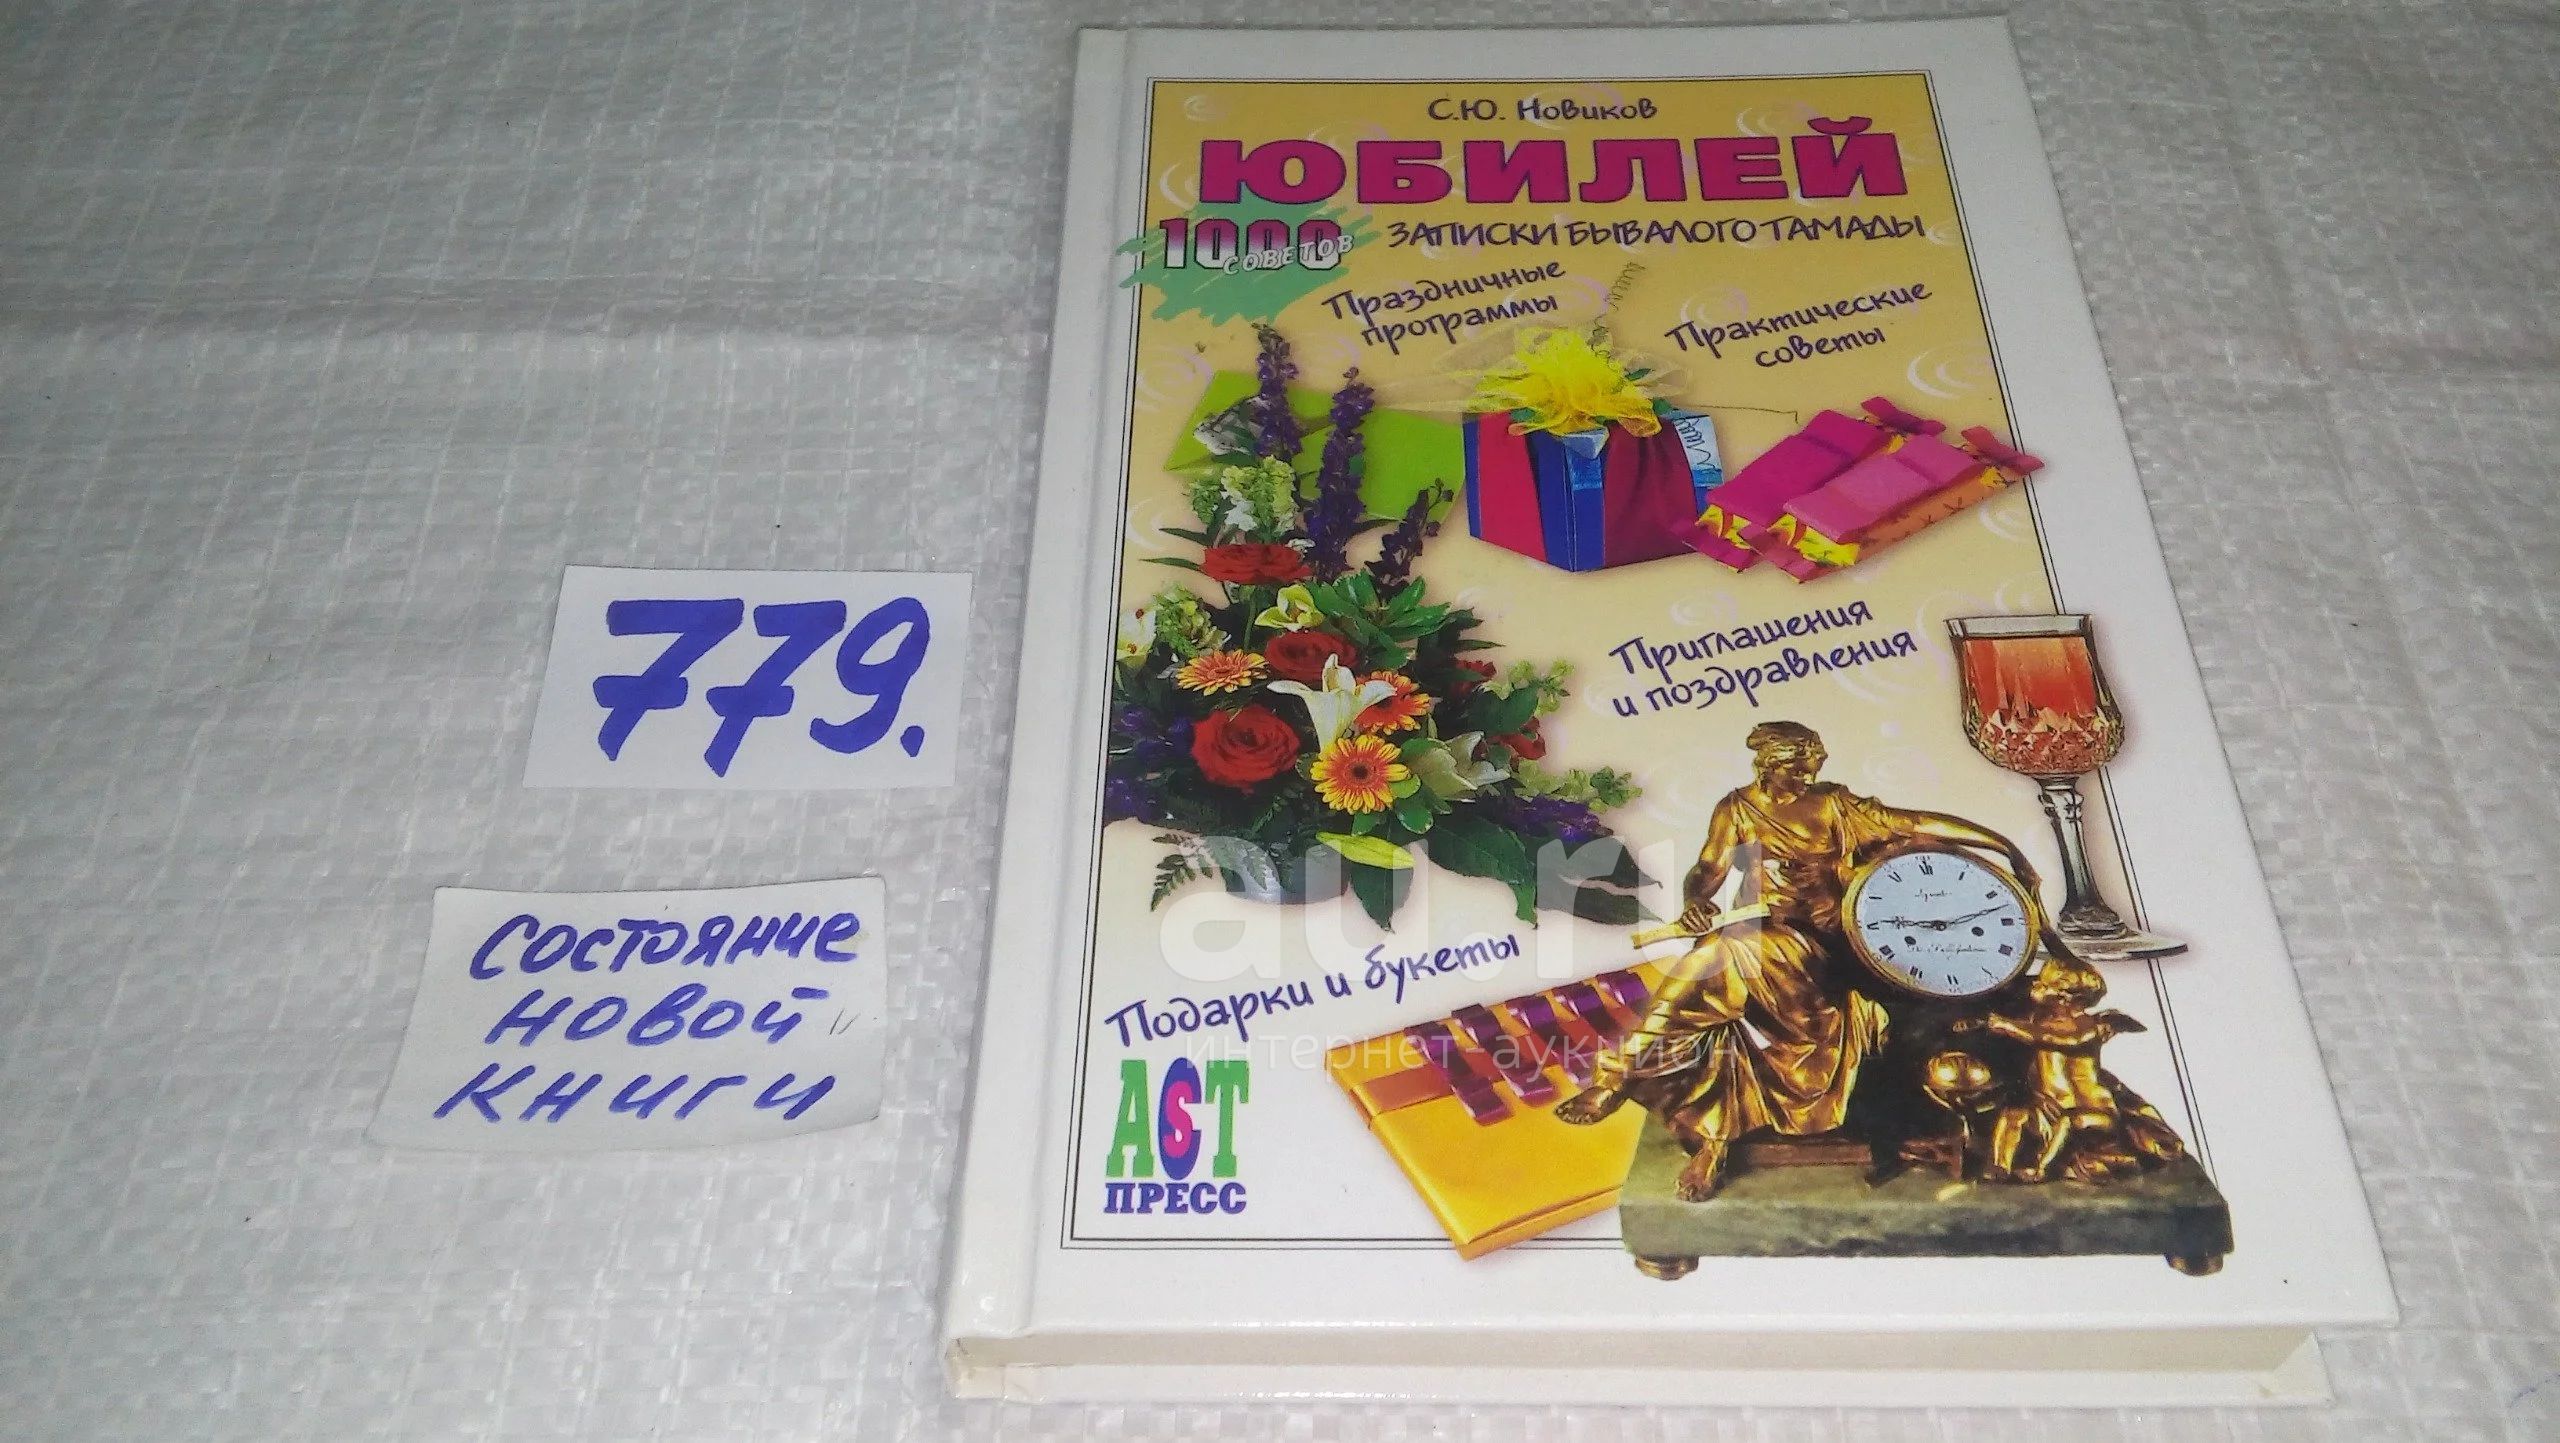 779.
Состояние
новой
книги
С.Ю. Новиков
ЮБИЛЕЙ
1000
СОВЕТОВ
ЗАПИСКИ БЫВАЛОГО ТАМАДЫ
Праздничные
программы
Практические
советы
Приглашения
и поздравления
Подарки и букеты
АСТ
ПРЕСС
au.ru
интернет-аукцион